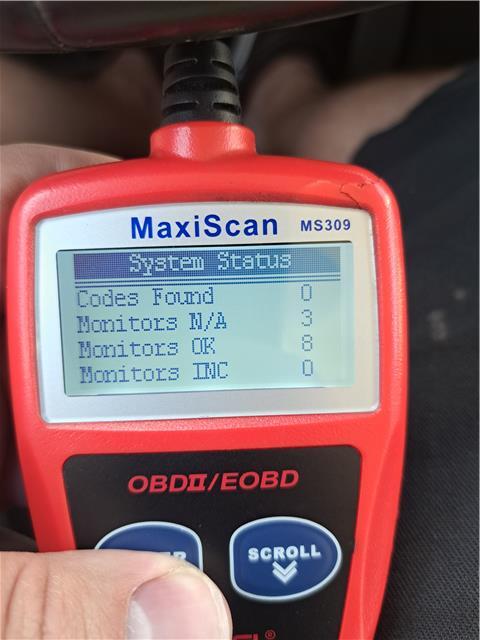 MaxiScan MS309
System Status
Codes Found 0
Monitors N/A 3
Monitors OK 8
Monitors INC 0
OBDII/EOBD
SCROLL